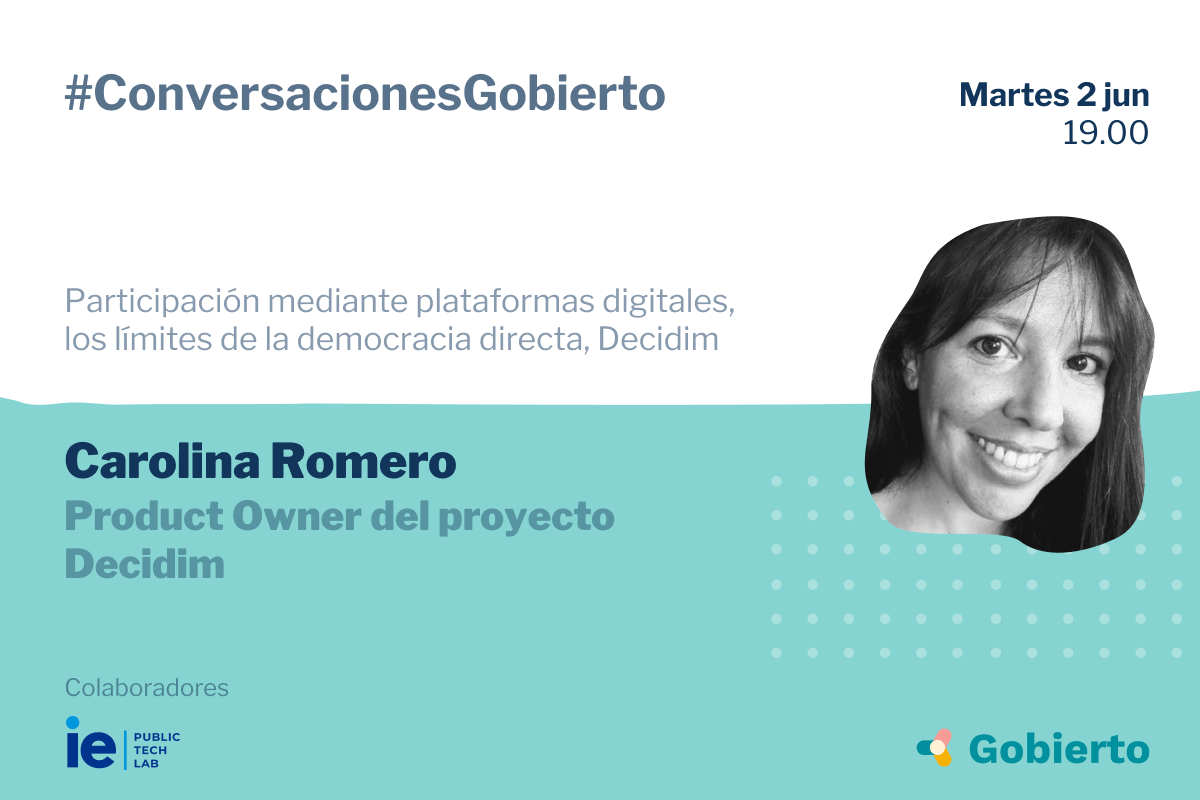 #ConversacionesGobierto
Martes 2 jun
19.00
Participación mediante plataformas digitales,
los límites de la democracia directa, Decidim
Carolina Romero
Product Owner del proyecto
Decidim
Colaboradores
ie
PUBLIC
TECH
LAB
Gobierto